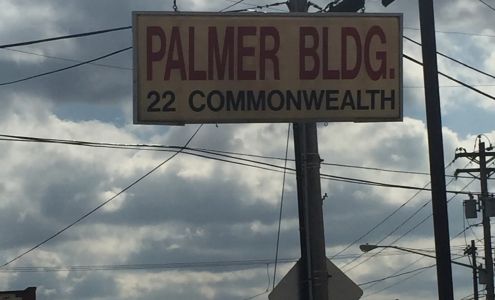 PALMER BLDG.
22 COMMONWEALTH